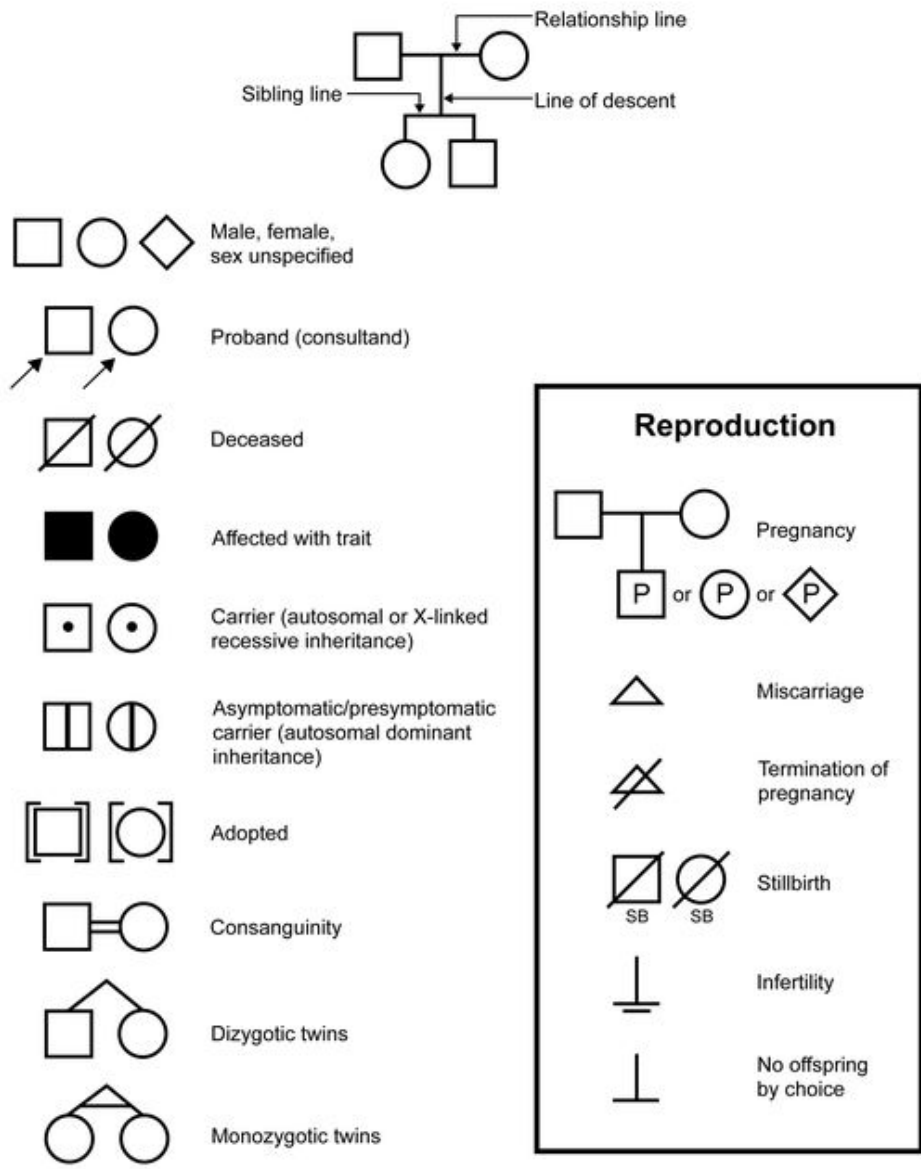 Relationship line
Sibling line
Line of descent
Male, female,
sex unspecified
Proband (consultand)
Deceased
Affected with trait
Carrier (autosomal or X-linked
recessive inheritance)
Asymptomatic/presymptomatic
carrier (autosomal dominant
inheritance)
Adopted
Consanguinity
Dizygotic twins
Monozygotic twins
Reproduction
Pregnancy
P or P or P
Miscarriage
Termination of
pregnancy
Stillbirth
SB SB
Infertility
No offspring
by choice